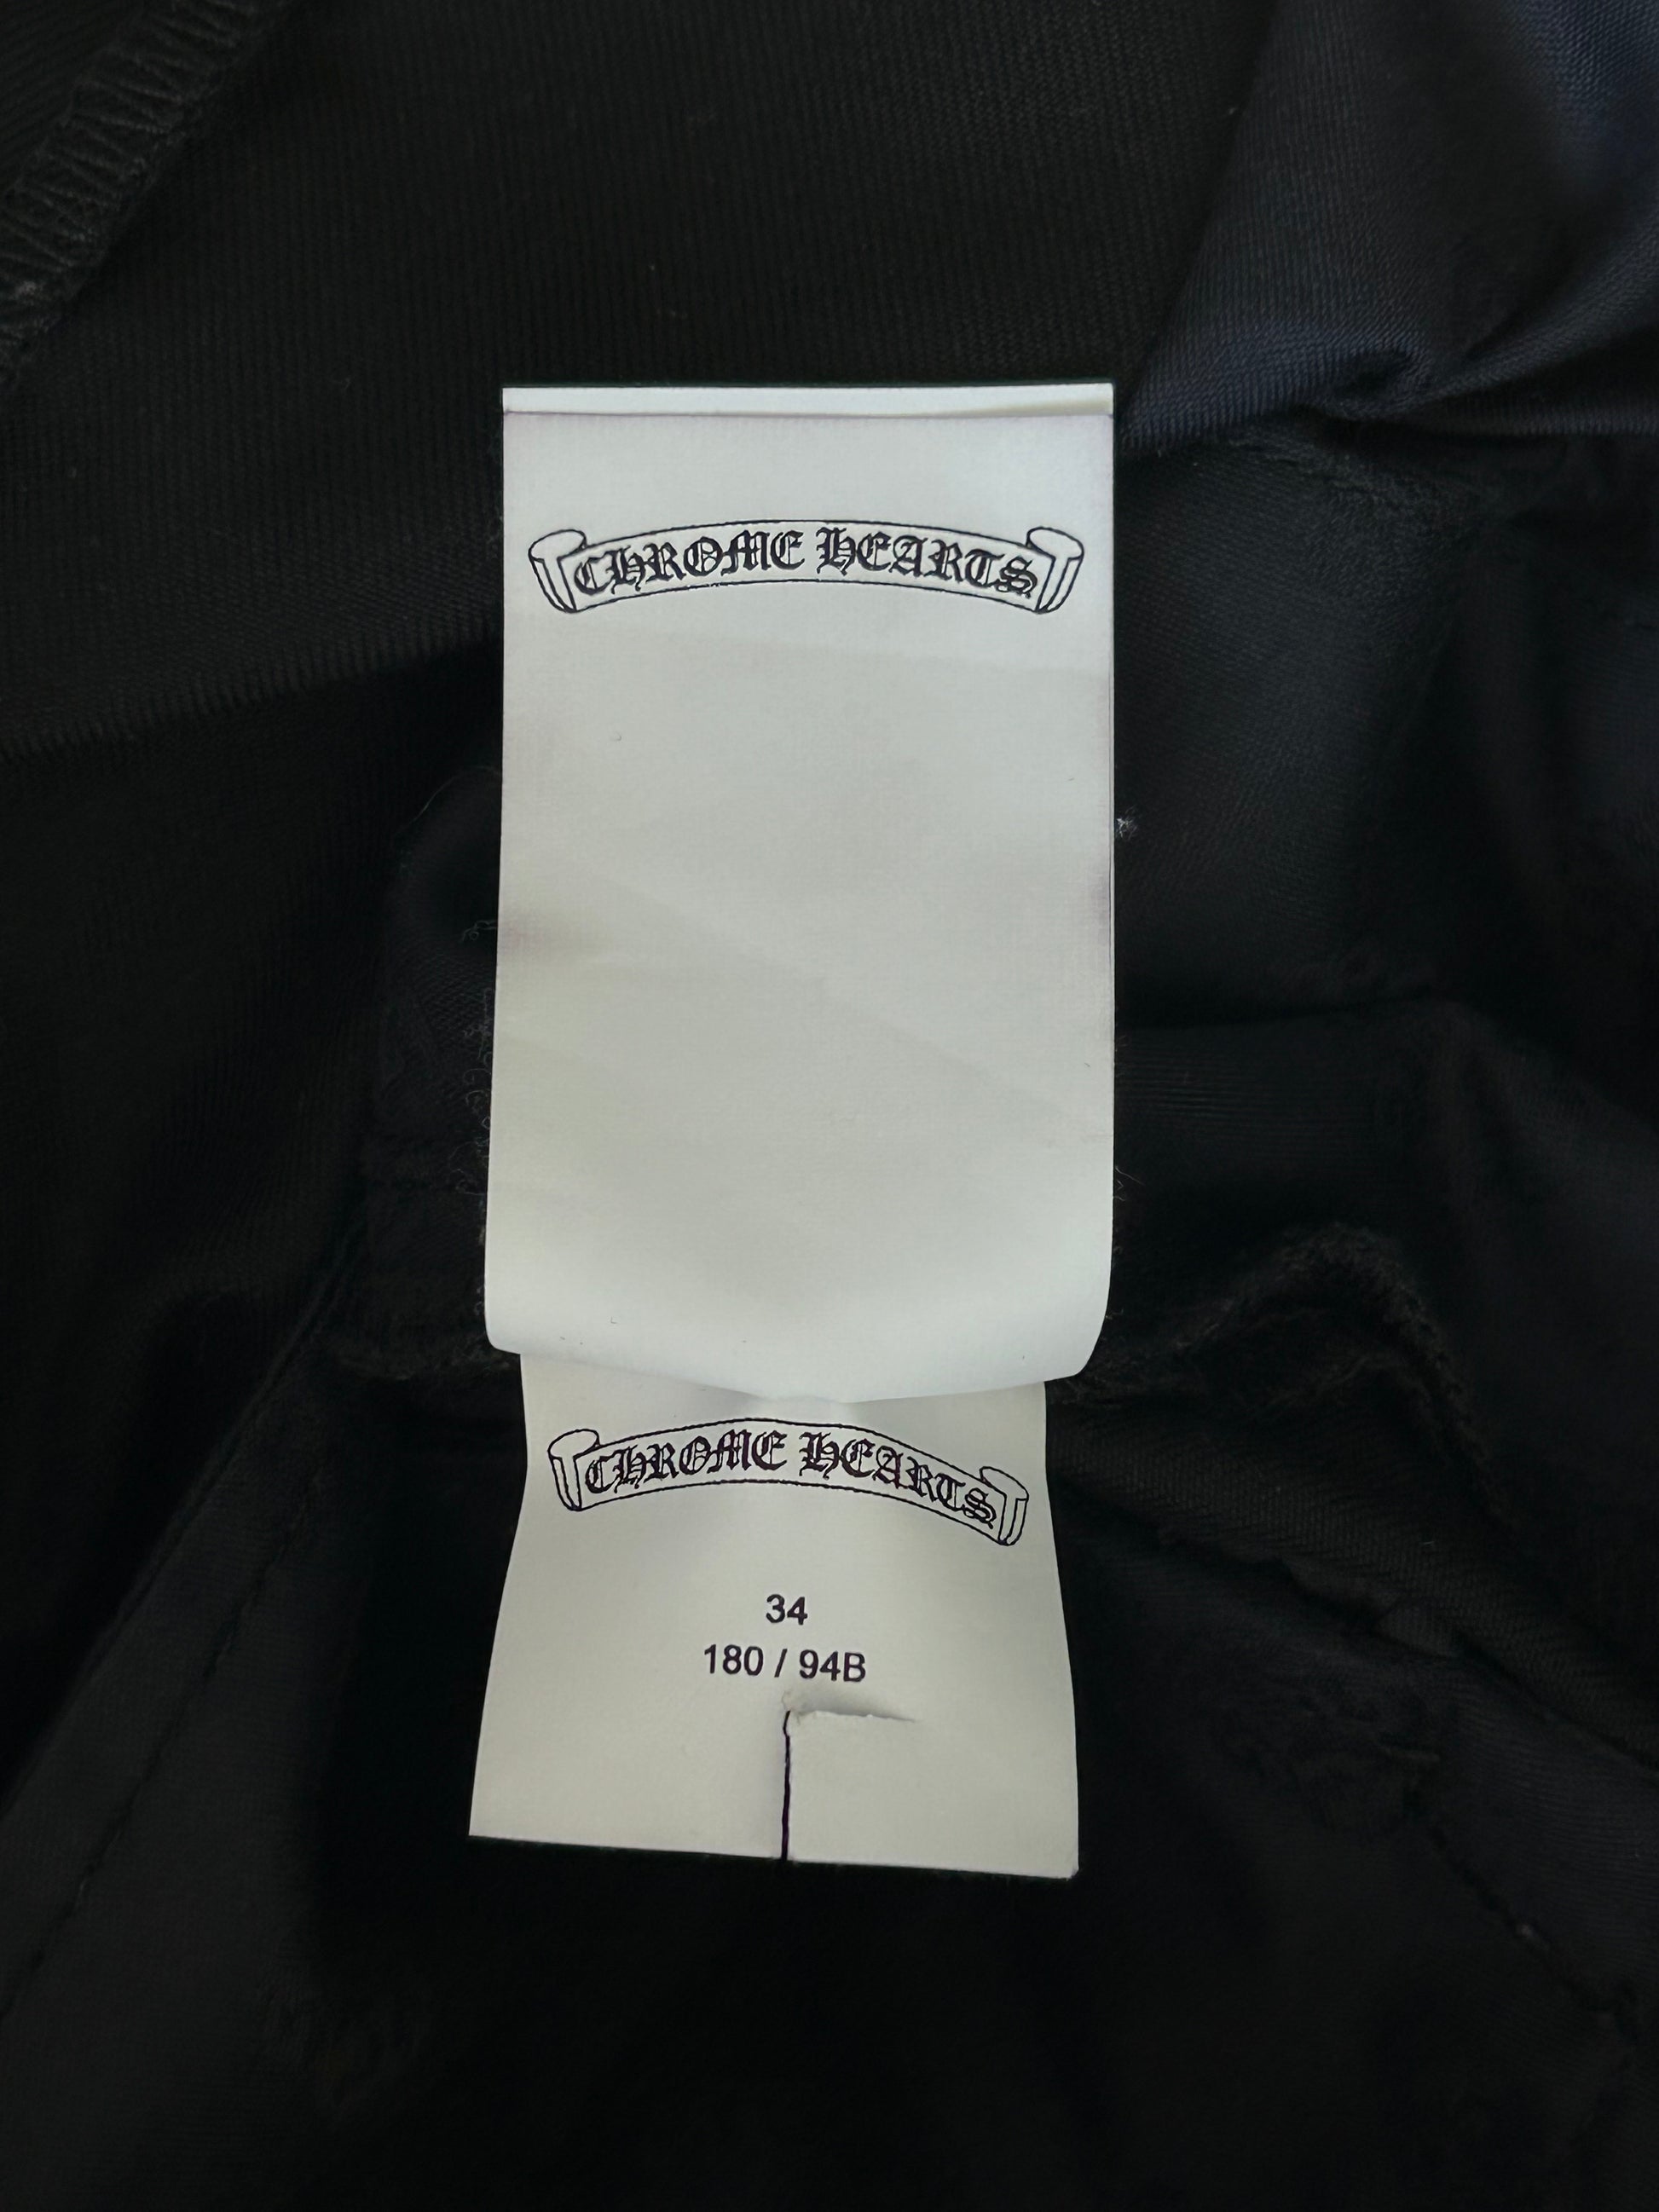 CHROME HEARTS
CHROME HEARTS
34
180 / 94B